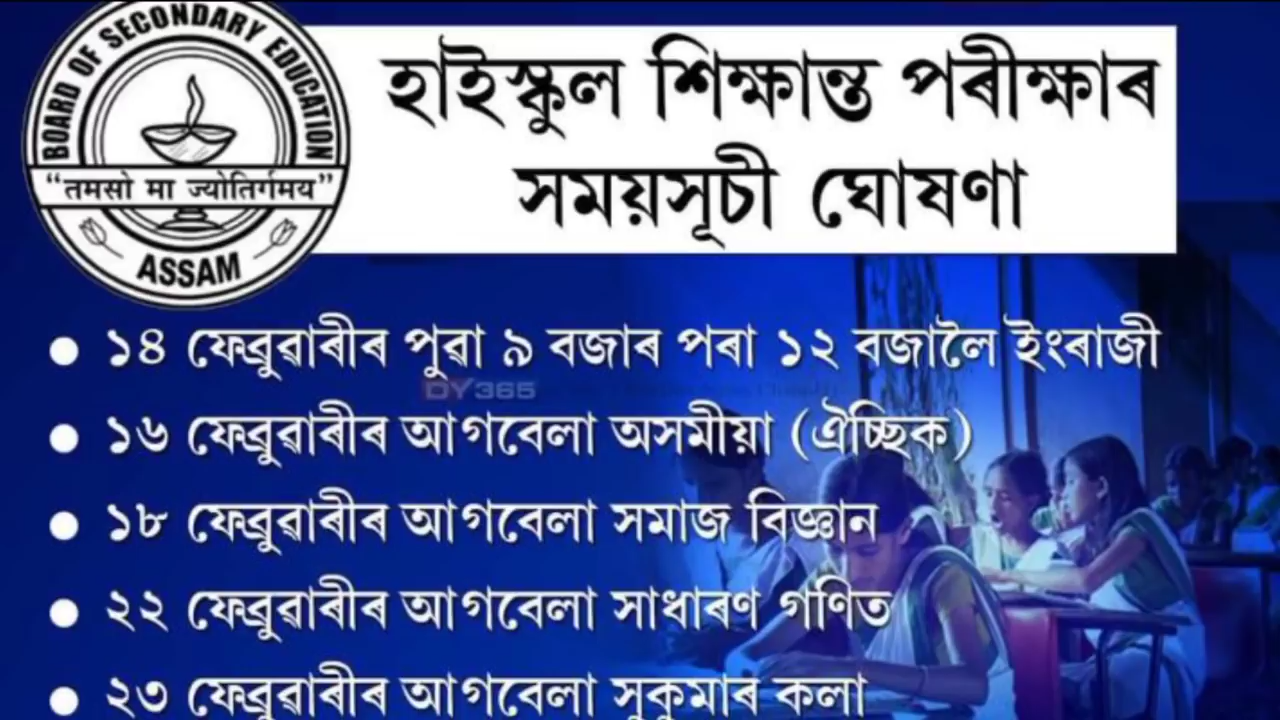 BOARD OF SECONDARY EDUCATION
"तमसो मा ज्योतिर्गमय"
ASSAM
হাইস্কুল শিক্ষান্ত পৰীক্ষাৰ
সময়সূচী ঘোষণা
• ১৪ ফেব্ৰুৱাৰীৰ পুৱা ৯ বজাৰ পৰা ১২ বজালৈ ইংৰাজী
DY365
• ১৬ ফেব্ৰুৱাৰীৰ আগবেলা অসমীয়া (ঐচ্ছিক)
• ১৮ ফেব্ৰুৱাৰীৰ আগবেলা সমাজ বিজ্ঞান
• ২২ ফেব্ৰুৱাৰীৰ আগবেলা সাধাৰণ গণিত
• ২৩ ফেব্ৰুৱাৰীৰ আগবেলা সুকুমাৰ কলা